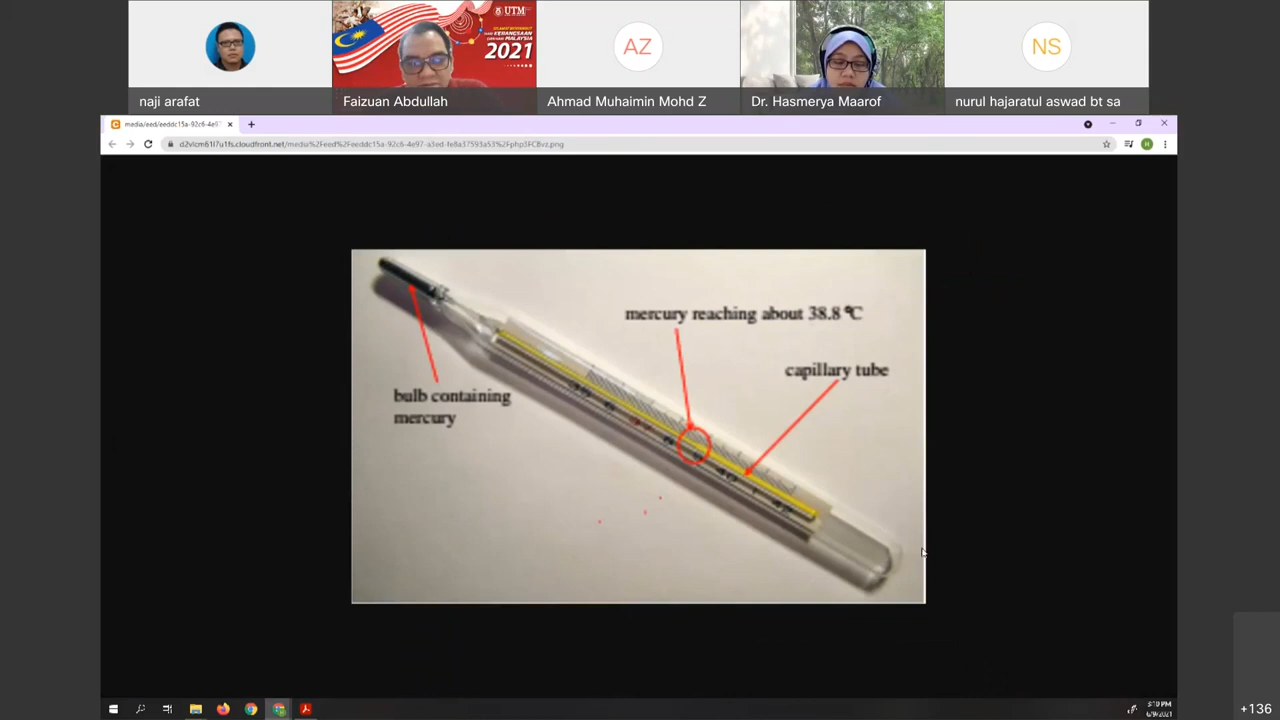 UTM
2021
AZ
NS
naji arafat
Faizuan Abdullah
Ahmad Muhaimin Mohd Z
Dr. Hasmerya Maarof
nurul hajaratul aswad bt sa
mercury reaching about 38.8 °C
capillary tube
bulb containing
mercury
H
+136